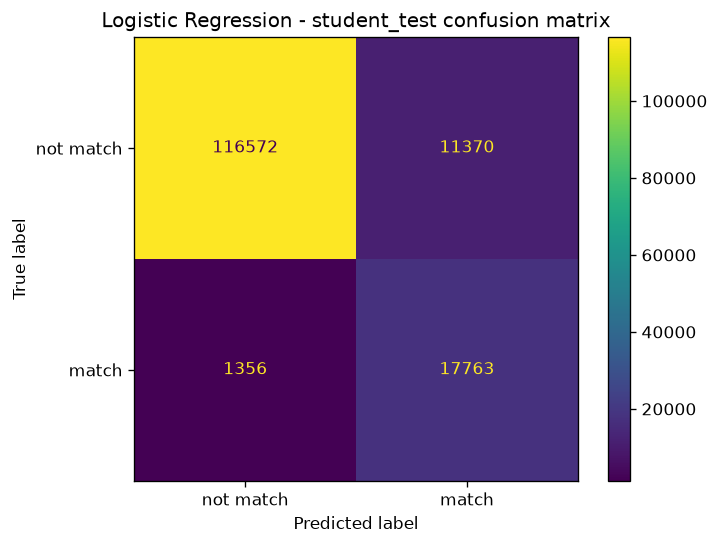 Logistic Regression - student_test confusion matrix
not match
116572
11370
match
1356
17763
not match
match
Predicted label
True label
100000
80000
60000
40000
20000